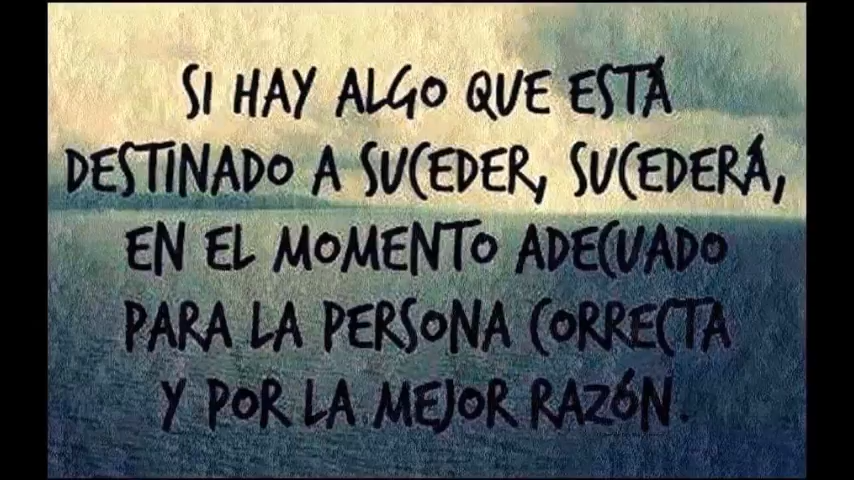 SI HAY ALGO QUE ESTÁ
DESTINADO A SUCEDER, SUCEDERÁ,
EN EL MOMENTO ADECUADO
PARA LA PERSONA CORRECTA
Y POR LA MEJOR RAZÓN.